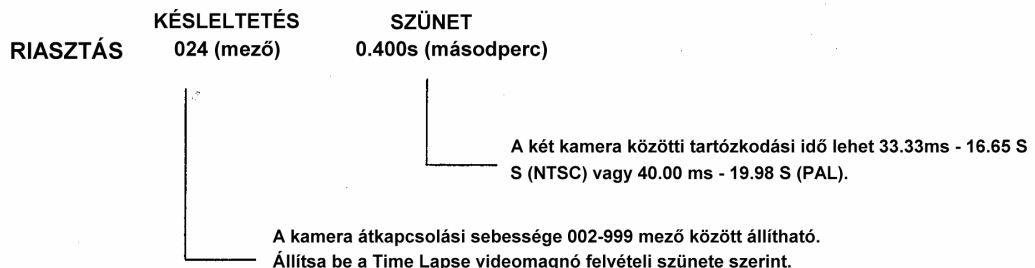 KÉSLELTETÉS SZÜNET
RIASZTÁS 024 (mező) 0.400s (másodperc)
A két kamera közötti tartózkodási idő lehet 33.33ms - 16.65 S
S (NTSC) vagy 40.00 ms - 19.98 S (PAL).
A kamera átkapcsolási sebessége 002-999 mező között állítható.
Állítsa be a Time Lapse videomagnó felvételi szünete szerint.